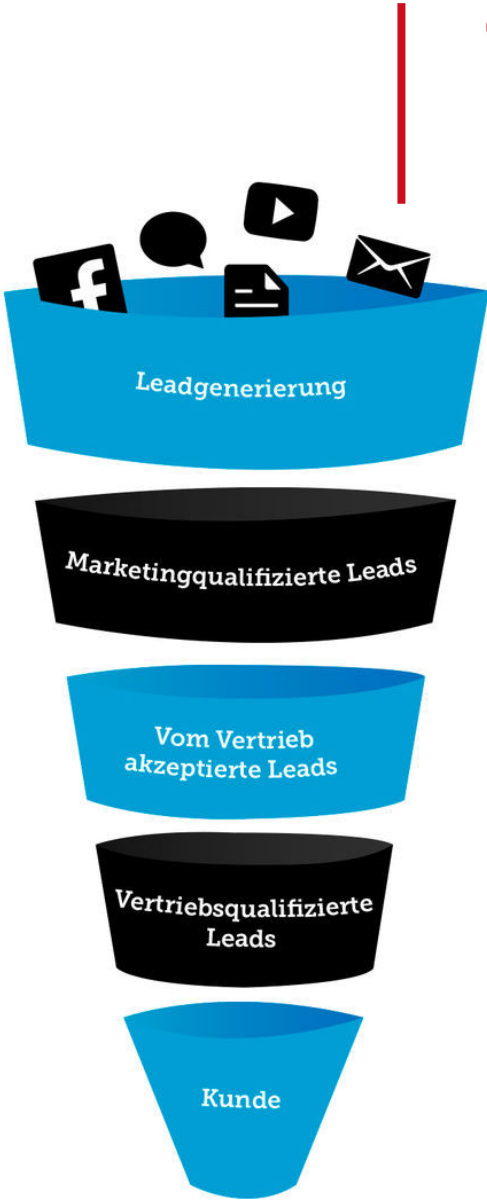 Leadgenerierung
Marketingqualifizierte Leads
Vom Vertrieb
akzeptierte Leads
Vertriebsqualifizierte
Leads
Kunde